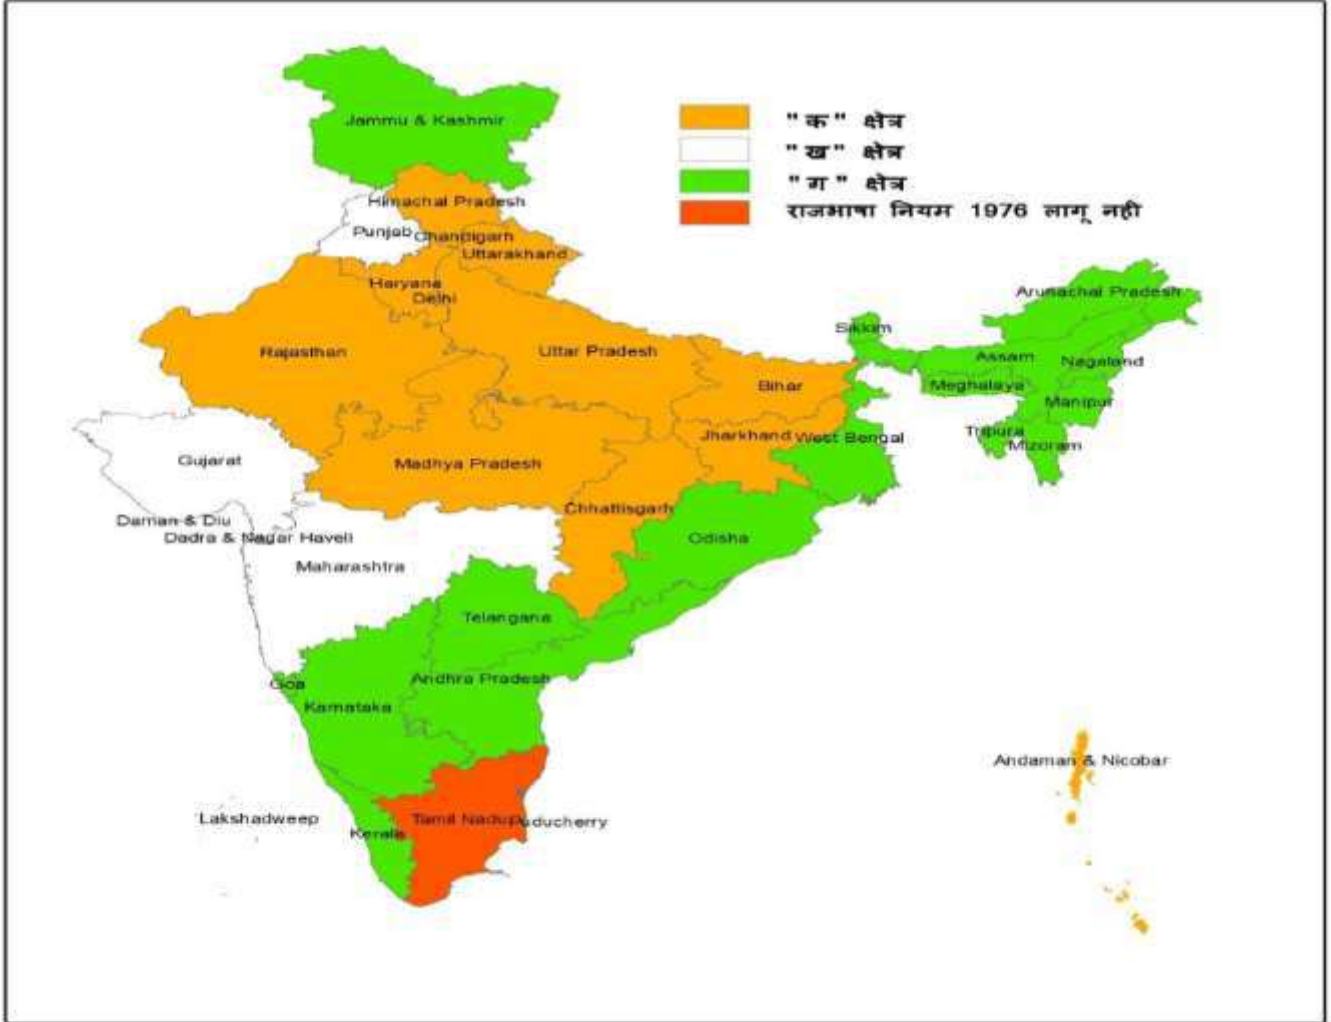 Jammu & Kashmir
"क" क्षेत्र
"ख" क्षेत्र
"ग" क्षेत्र
राजभाषा नियम 1976 लागू नही
Himachal Pradesh
Punjab
Chandigarh
Uttarakhand
Haryana
Delhi
Arunachal Pradesh
Sikkim
Rajasthan
Uttar Pradesh
Assam
Nagaland
Bihar
Meghalaya
Manipur
Jharkhand
West Bengal
Tripura
Mizoram
Gujarat
Madhya Pradesh
Chhattisgarh
Daman & Diu
Dadra & Nagar Haveli
Odisha
Maharashtra
Telangana
Goa
Andhra Pradesh
Karnataka
Andaman & Nicobar
Lakshadweep
Kerala
Tamil Nadu
Puducherry